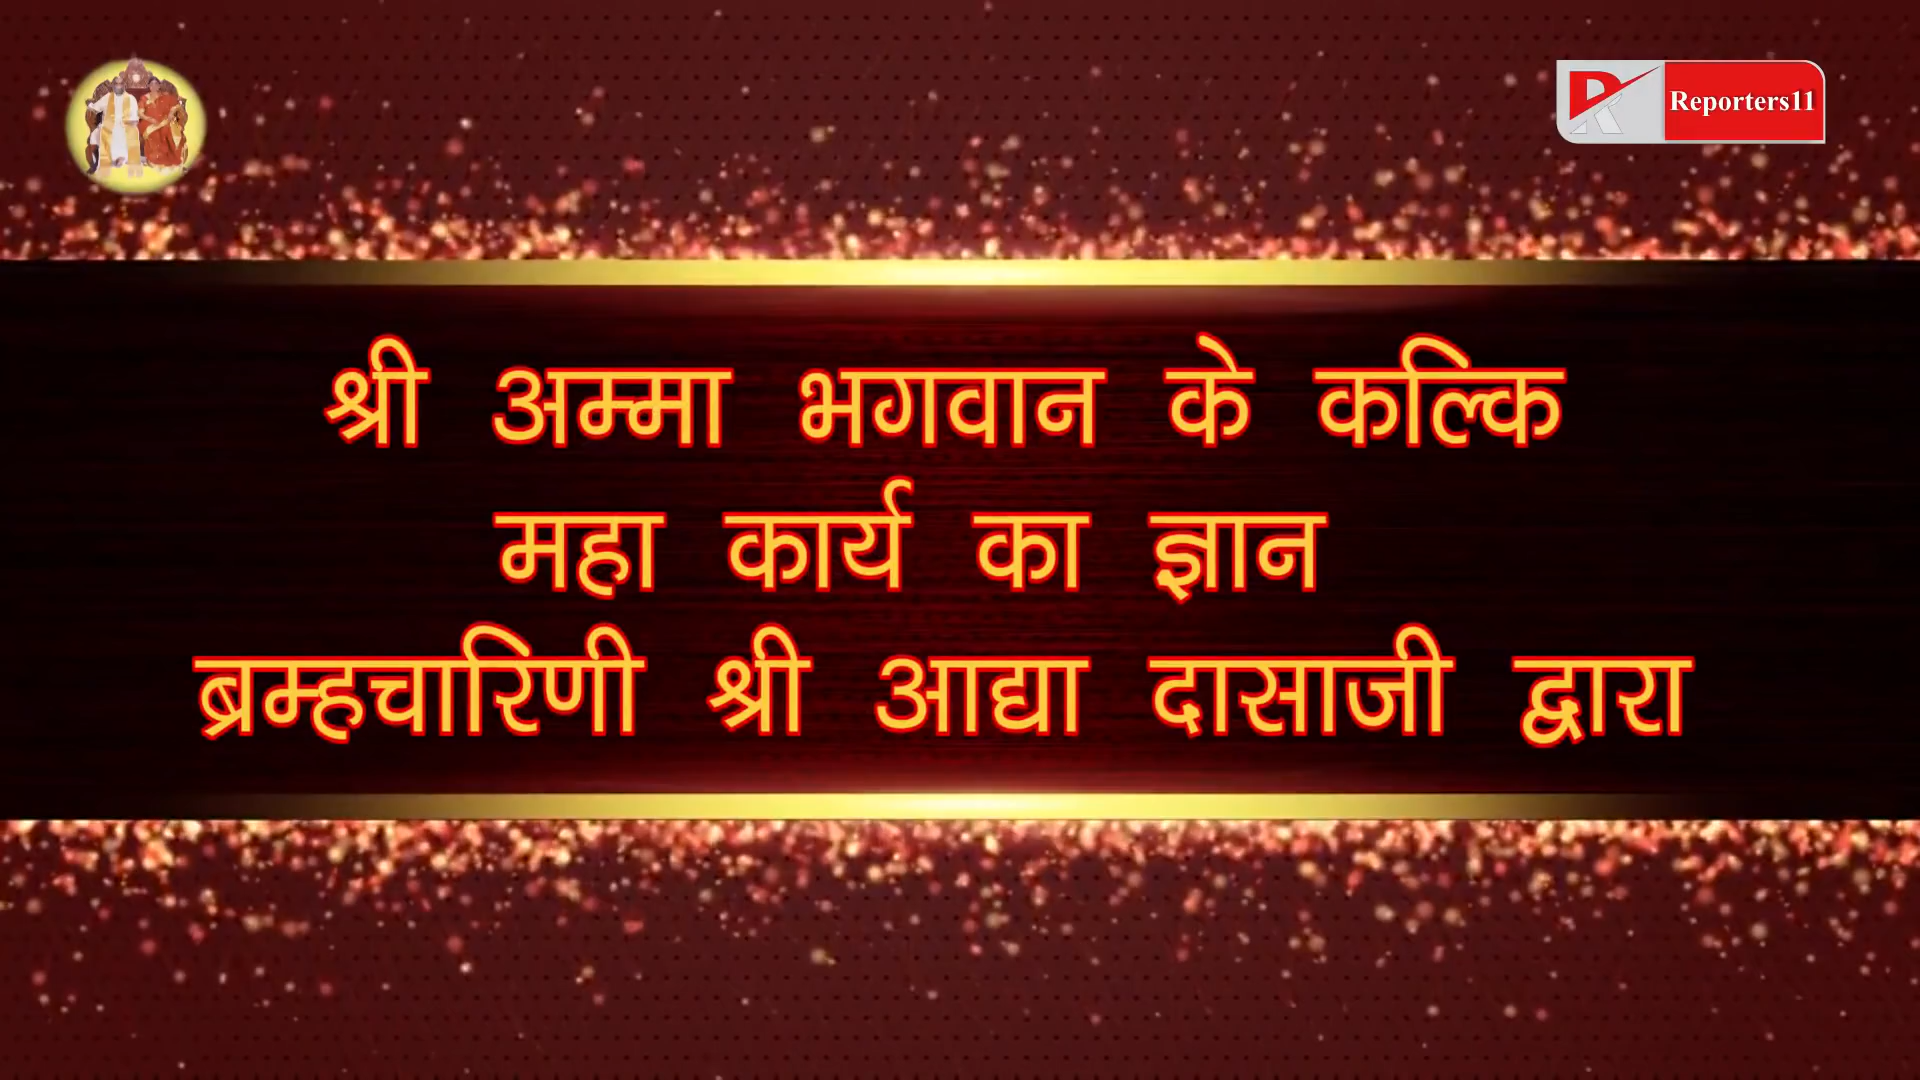 Reporters11
श्री अम्मा भगवान के कल्कि
महा कार्य का ज्ञान
ब्रम्हचारिणी श्री आद्या दासाजी द्वारा